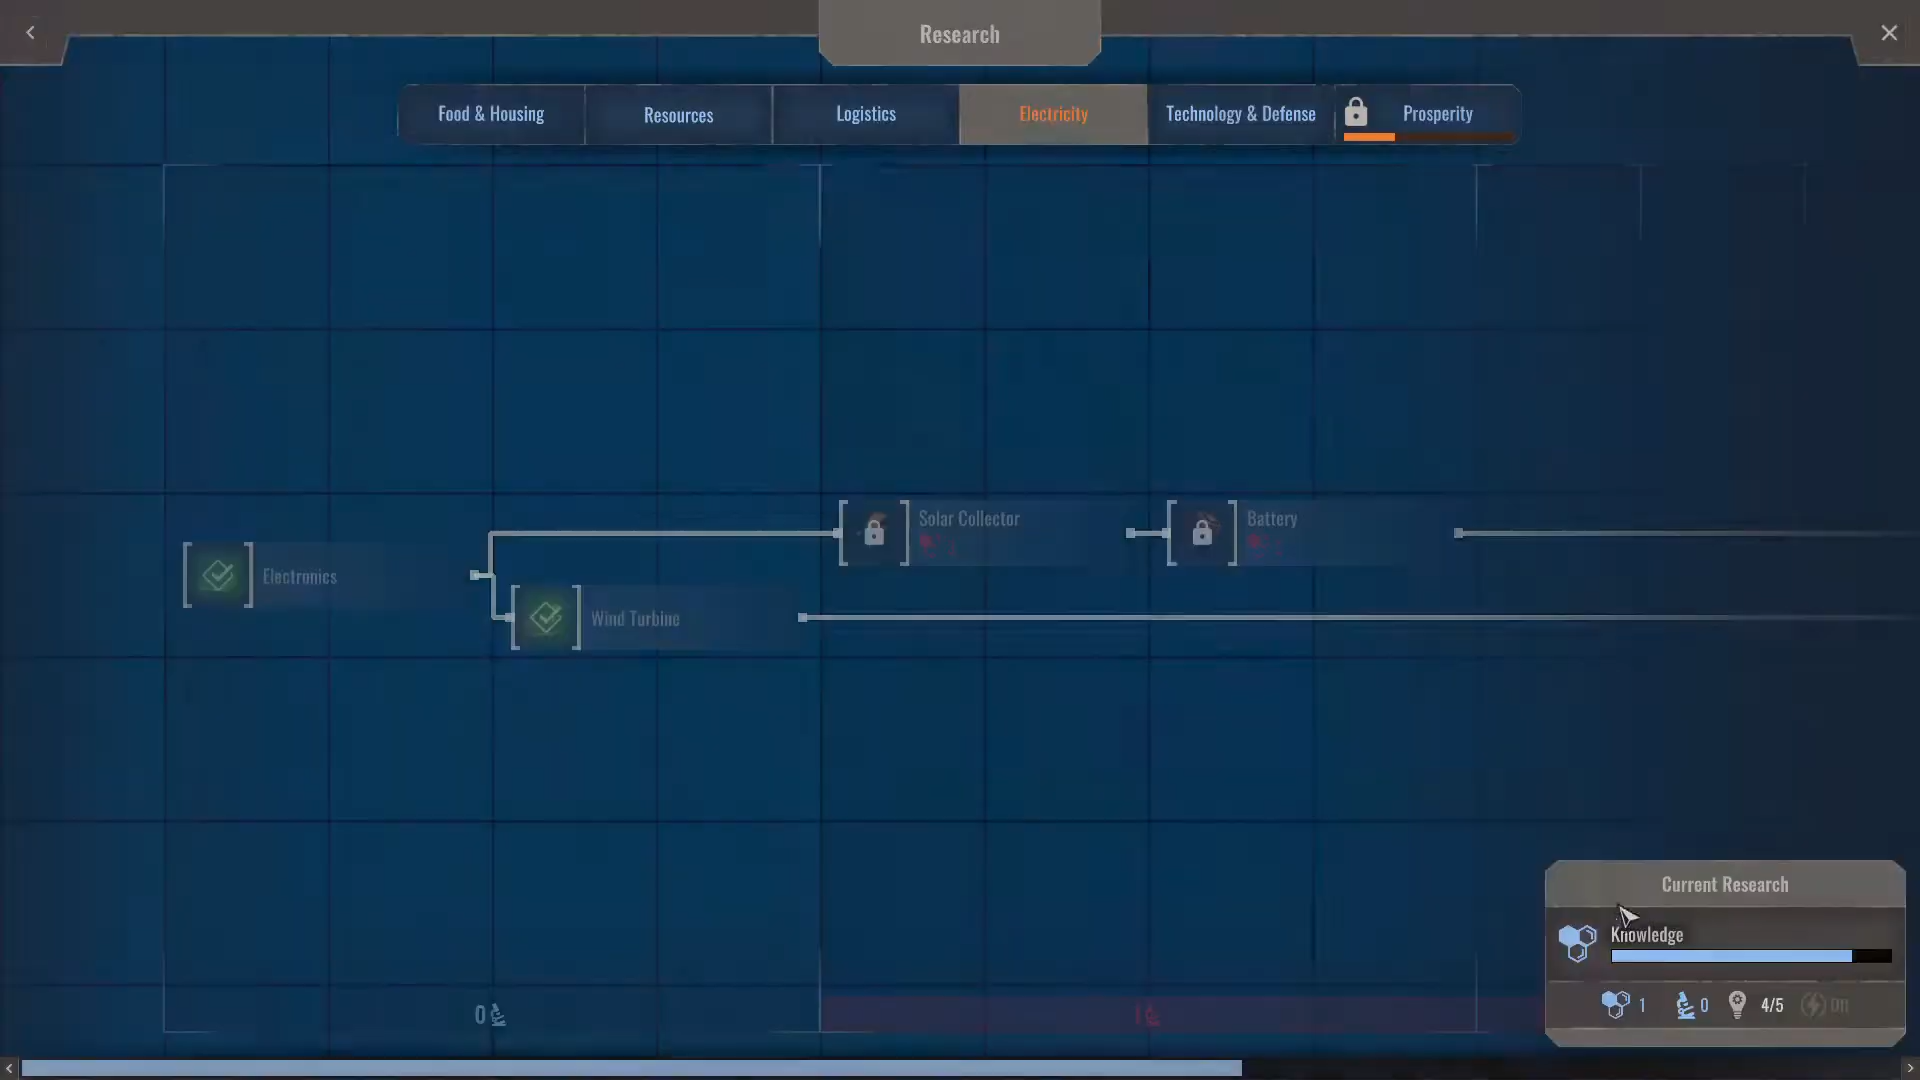 Research
Food & Housing
Resources
Logistics
Electricity
Technology & Defense
Prosperity
Solar Collector
Battery
Electronics
Wind Turbine
0
1
Current Research
Knowledge
1
0
4/5